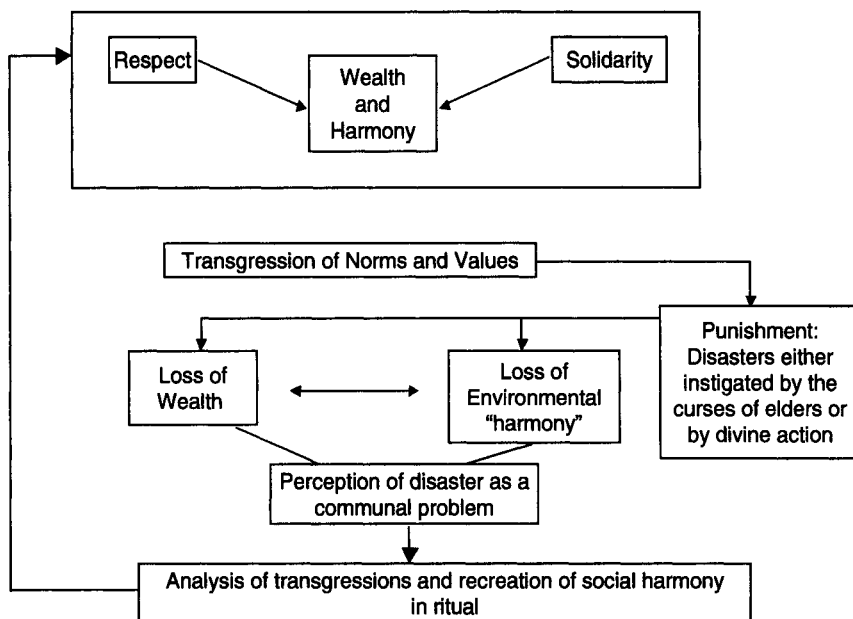 Respect
Solidarity
Wealth
and
Harmony
Transgression of Norms and Values
Punishment:
Disasters either
instigated by the
curses of elders or
by divine action
Loss of
Wealth
Loss of
Environmental
“harmony”
Perception of disaster as a
communal problem
Analysis of transgressions and recreation of social harmony
in ritual